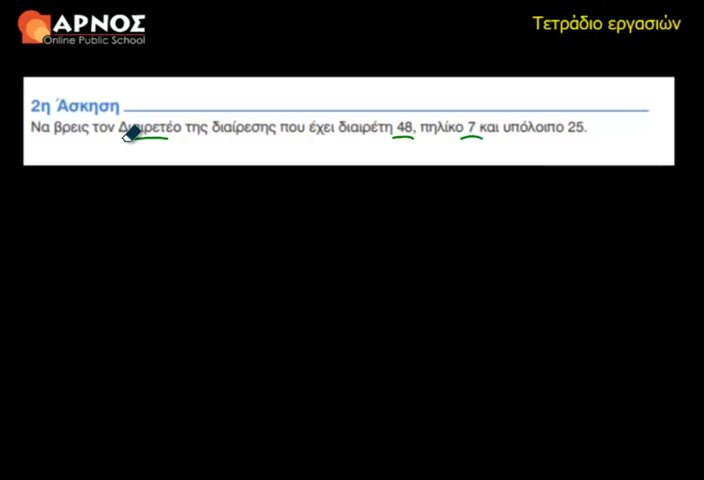 ΑΡΝΟΣ
Online Public School
Τετράδιο εργασιών
2η Άσκηση
Να βρεις τον Διαιρετέο της διαίρεσης που έχει διαιρέτη 48, πηλίκο 7 και υπόλοιπο 25.